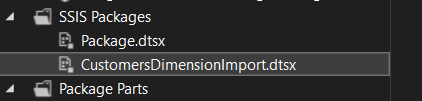 SSIS Packages
Package.dtsx
CustomersDimensionImport.dtsx
Package Parts